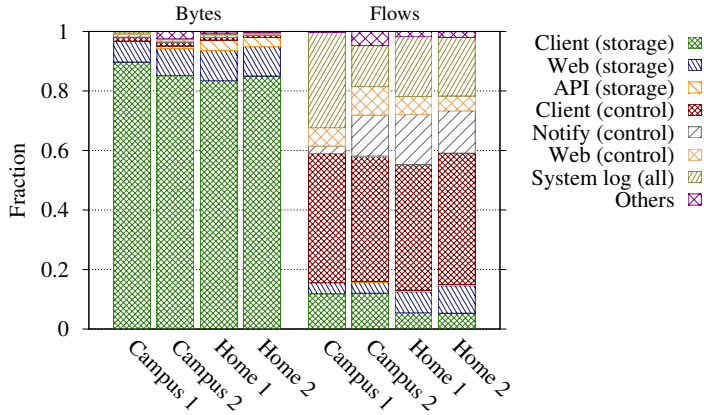 Bytes Flows
1
0.8
0.6
0.4
0.2
0
Fraction
Campus 1
Campus 2
Home 1
Home 2
Campus 1
Campus 2
Home 1
Home 2
Client (storage)
Web (storage)
API (storage)
Client (control)
Notify (control)
Web (control)
System log (all)
Others